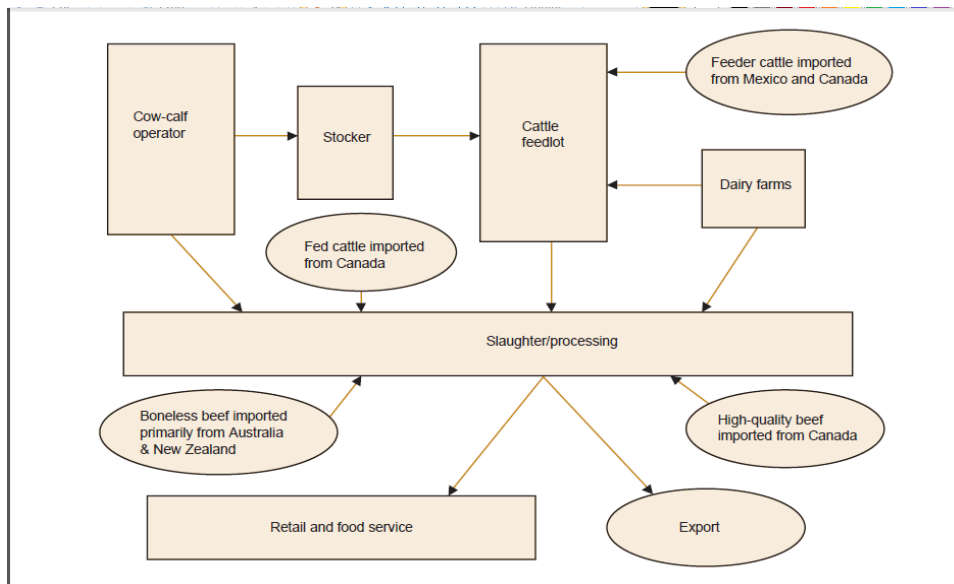 Feeder cattle imported
from Mexico and Canada
Cow-calf
operator
Stocker
Cattle
feedlot
Dairy farms
Fed cattle imported
from Canada
Slaughter/processing
Boneless beef imported
primarily from Australia
& New Zealand
High-quality beef
imported from Canada
Retail and food service
Export